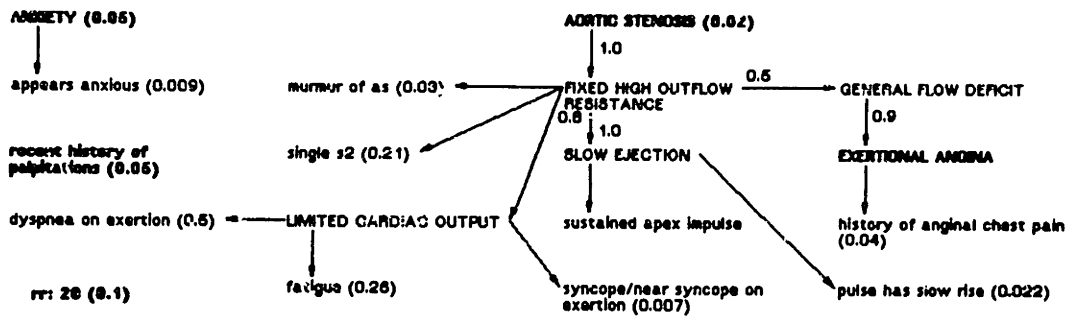 ANXIETY (0.05)
AORTIC STENOSIS (0.02)
1.0
appears anxious (0.009)
murmur of as (0.03)
FIXED HIGH OUTFLOW
RESISTANCE
0.5
GENERAL FLOW DEFICIT
0.6
1.0
0.9
recent history of
palpitations (0.05)
single s2 (0.21)
SLOW EJECTION
EXERTIONAL ANGINA
dyspnea on exertion (0.5)
LIMITED CARDIAC OUTPUT
sustained apex impulse
history of anginal chest pain
(0.04)
rr: 20 (0.1)
fatigue (0.26)
syncope/near syncope on
exertion (0.007)
pulse has slow rise (0.022)